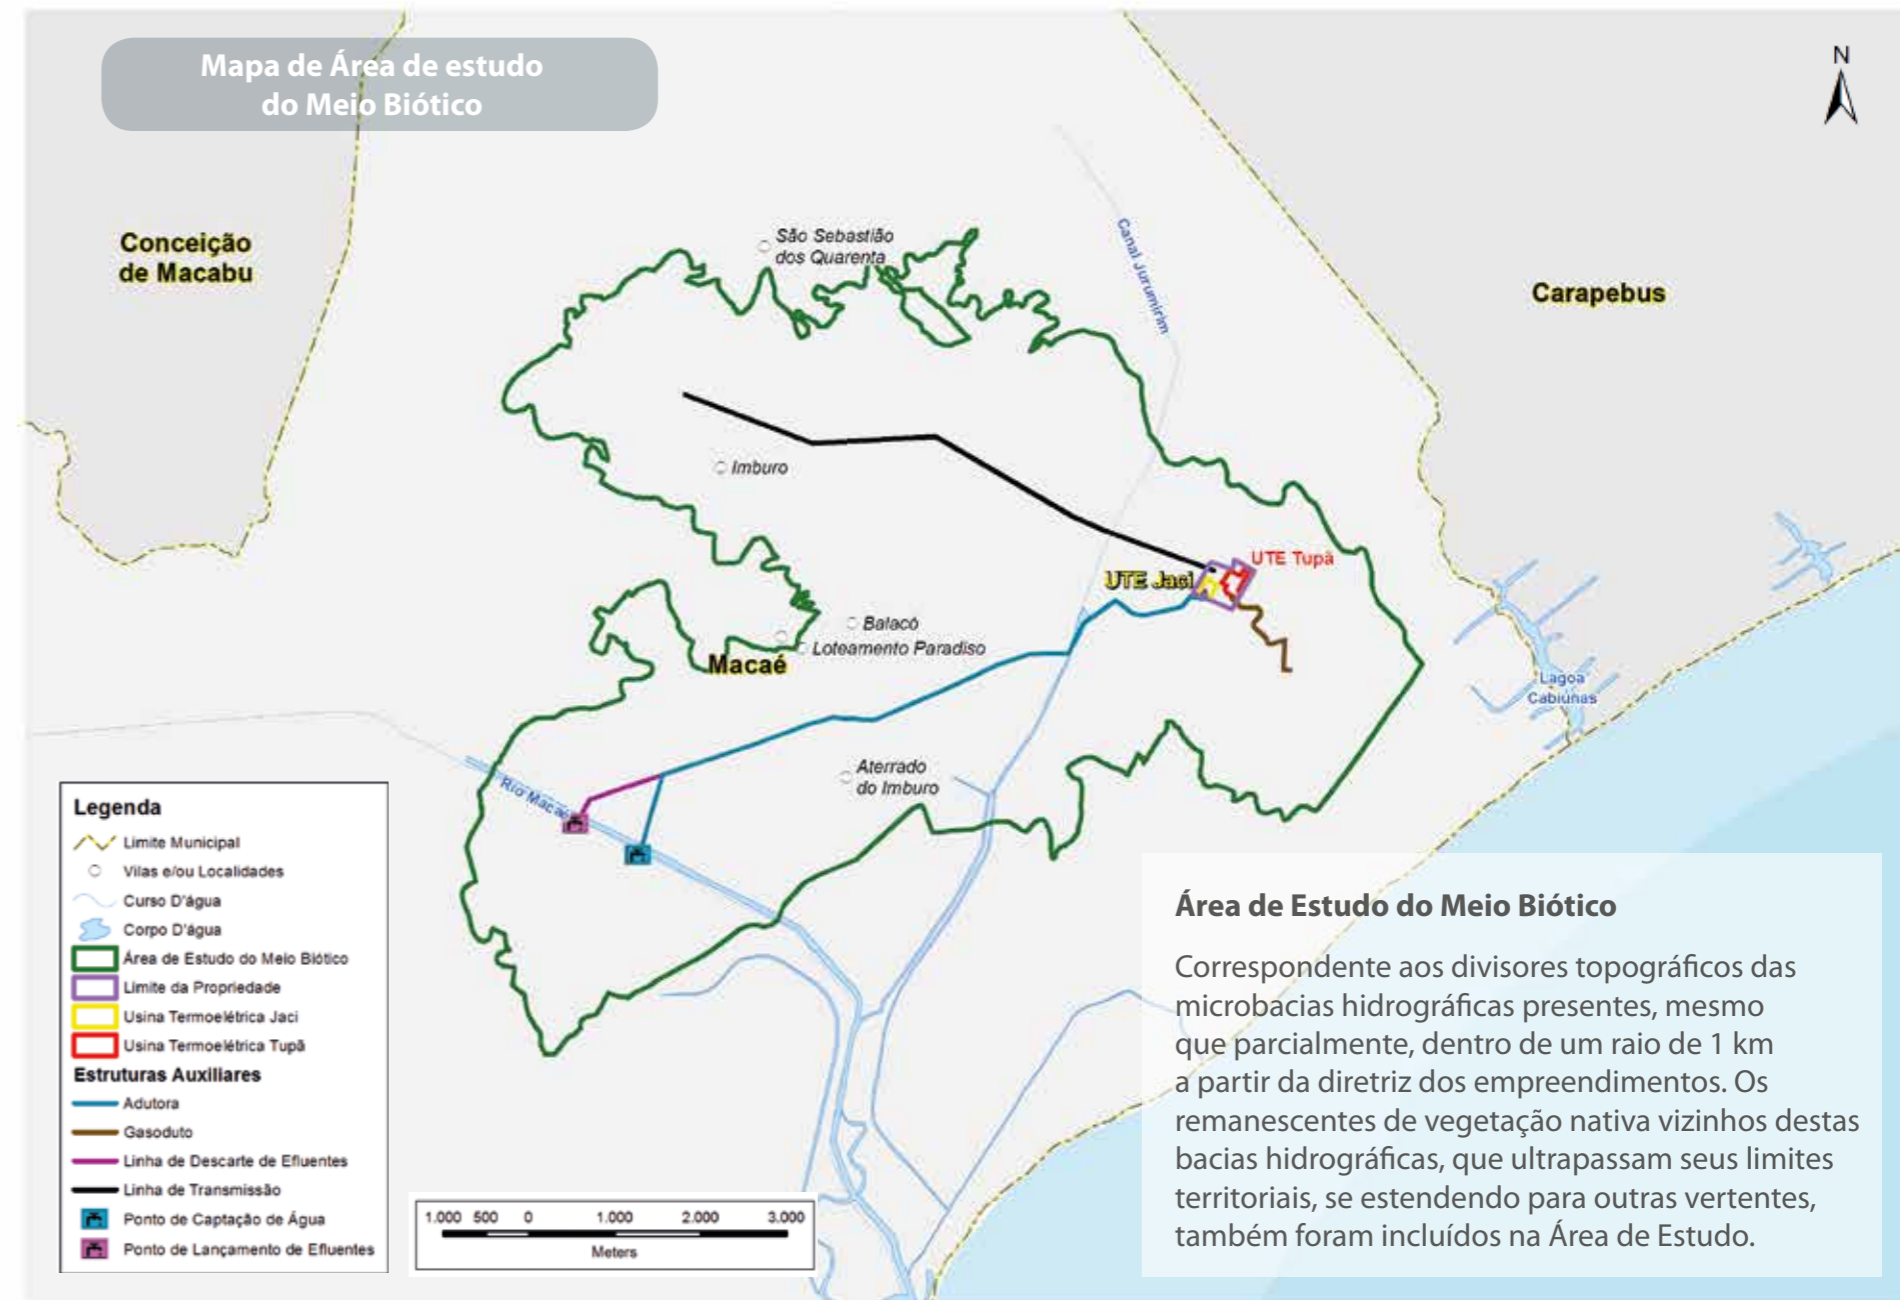 Mapa de Área de estudo
do Meio Biótico
N
Conceição
de Macabu
São Sebastião
dos Quarenta
Canal Jurumirim
Carapebus
Imburo
UTE Tupã
UTE Jaci
Balacó
Loteamento Paradiso
Macaé
Lagoa
Cabiúnas
Aterrado
do Imburo
Rio Macaé
Legenda
Limite Municipal
Vilas e/ou Localidades
Curso D'água
Corpo D'água
Área de Estudo do Meio Biótico
Limite da Propriedade
Usina Termoelétrica Jaci
Usina Termoelétrica Tupã
Estruturas Auxiliares
Adutora
Gasoduto
Linha de Descarte de Efluentes
Linha de Transmissão
Ponto de Captação de Água
Ponto de Lançamento de Efluentes
1.000 500 0 1.000 2.000 3.000
Meters
Área de Estudo do Meio Biótico
Correspondente aos divisores topográficos das
microbacias hidrográficas presentes, mesmo
que parcialmente, dentro de um raio de 1 km
a partir da diretriz dos empreendimentos. Os
remanescentes de vegetação nativa vizinhos destas
bacias hidrográficas, que ultrapassam seus limites
territoriais, se estendendo para outras vertentes,
também foram incluídos na Área de Estudo.